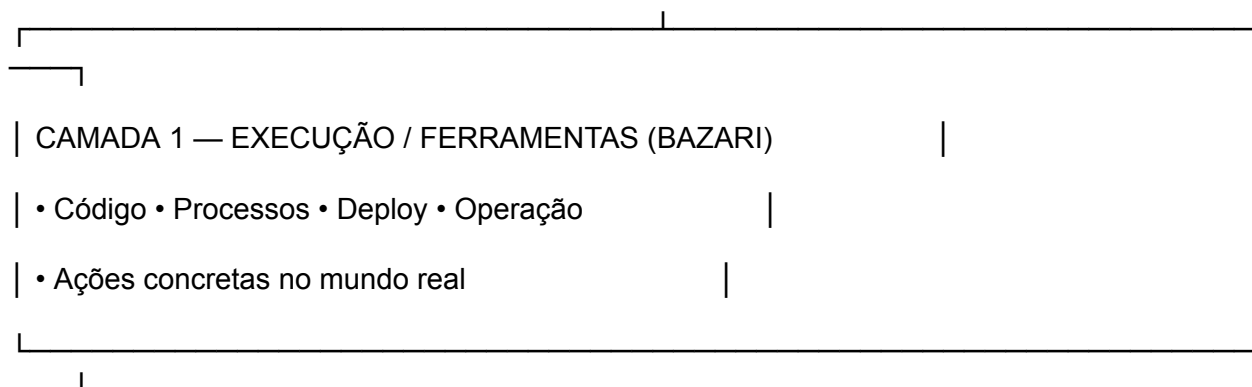 CAMADA 1 — EXECUÇÃO / FERRAMENTAS (BAZARI)
• Código • Processos • Deploy • Operação
• Ações concretas no mundo real